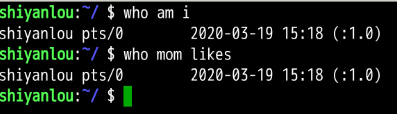 shiyanlou:~/ $ who am i
shiyanlou pts/0        2020-03-19 15:18 (:1.0)
shiyanlou:~/ $ who mom likes
shiyanlou pts/0        2020-03-19 15:18 (:1.0)
shiyanlou:~/ $